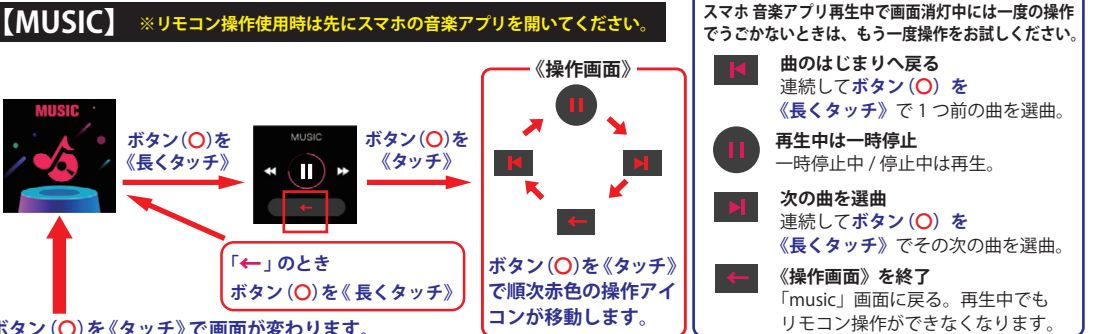 【MUSIC】 ※リモコン操作使用時は先にスマホの音楽アプリを開いてください。
MUSIC
ボタン(○)を
《長くタッチ》
MUSIC
ボタン(○)を
《タッチ》
《操作画面》
「←」のとき
ボタン(○)を《 長くタッチ》
ボタン(○)を《タッチ》
で順次赤色の操作アイ
コンが移動します。
ボタン(○)を《タッチ》で画面が変わります。
スマホ 音楽アプリ再生中で画面消灯中には一度の操作
でうごかないときは、もう一度操作をお試しください。
曲のはじまりへ戻る
連続してボタン(○)を
《長くタッチ》で 1 つ前の曲を選曲。
再生中は一時停止
一時停止中 / 停止中は再生。
次の曲を選曲
連続してボタン(○)を
《長くタッチ》でその次の曲を選曲。
《操作画面》を終了
「music」画面に戻る。再生中でも
リモコン操作ができなくなります。